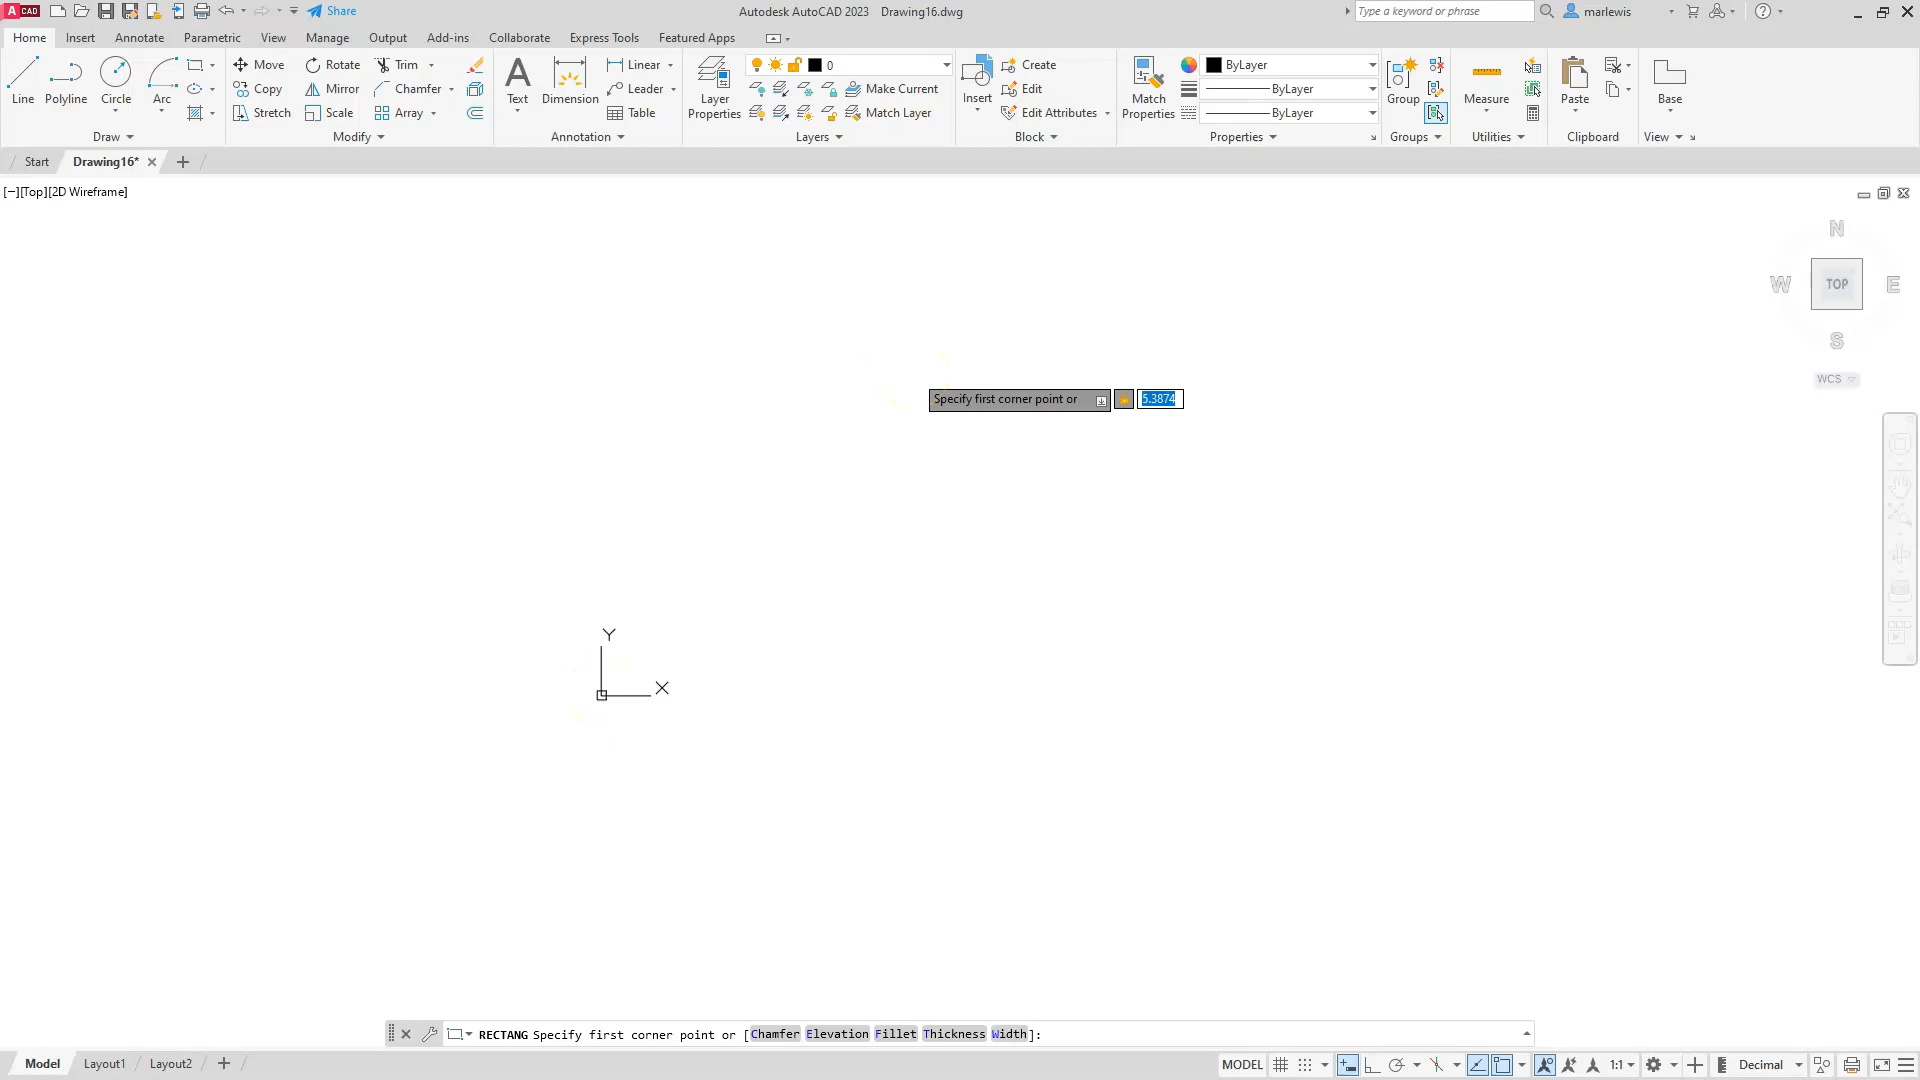 A CAD Share Autodesk AutoCAD 2023 Drawing16.dwg Type a keyword or phrase marlewis
Home Insert Annotate Parametric View Manage Output Add-ins Collaborate Express Tools Featured Apps
Line Polyline Circle Arc
Draw
Move Rotate Trim
Copy Mirror Chamfer
Stretch Scale Array
Modify
Text Dimension
Linear
Leader
Table
Annotation
Layer
Properties
0
Make Current
Match Layer
Layers
Insert
Create
Edit
Edit Attributes
Block
Match
Properties
ByLayer
ByLayer
ByLayer
Properties
Group
Groups
Measure
Utilities
Paste
Clipboard
Base
View
Start Drawing16*
[−][Top][2D Wireframe]
N
W TOP E
S
WCS
Specify first corner point or 5.3874
Y
X
RECTANG Specify first corner point or [Chamfer Elevation Fillet Thickness Width]:
Model Layout1 Layout2 MODEL 1:1 Decimal